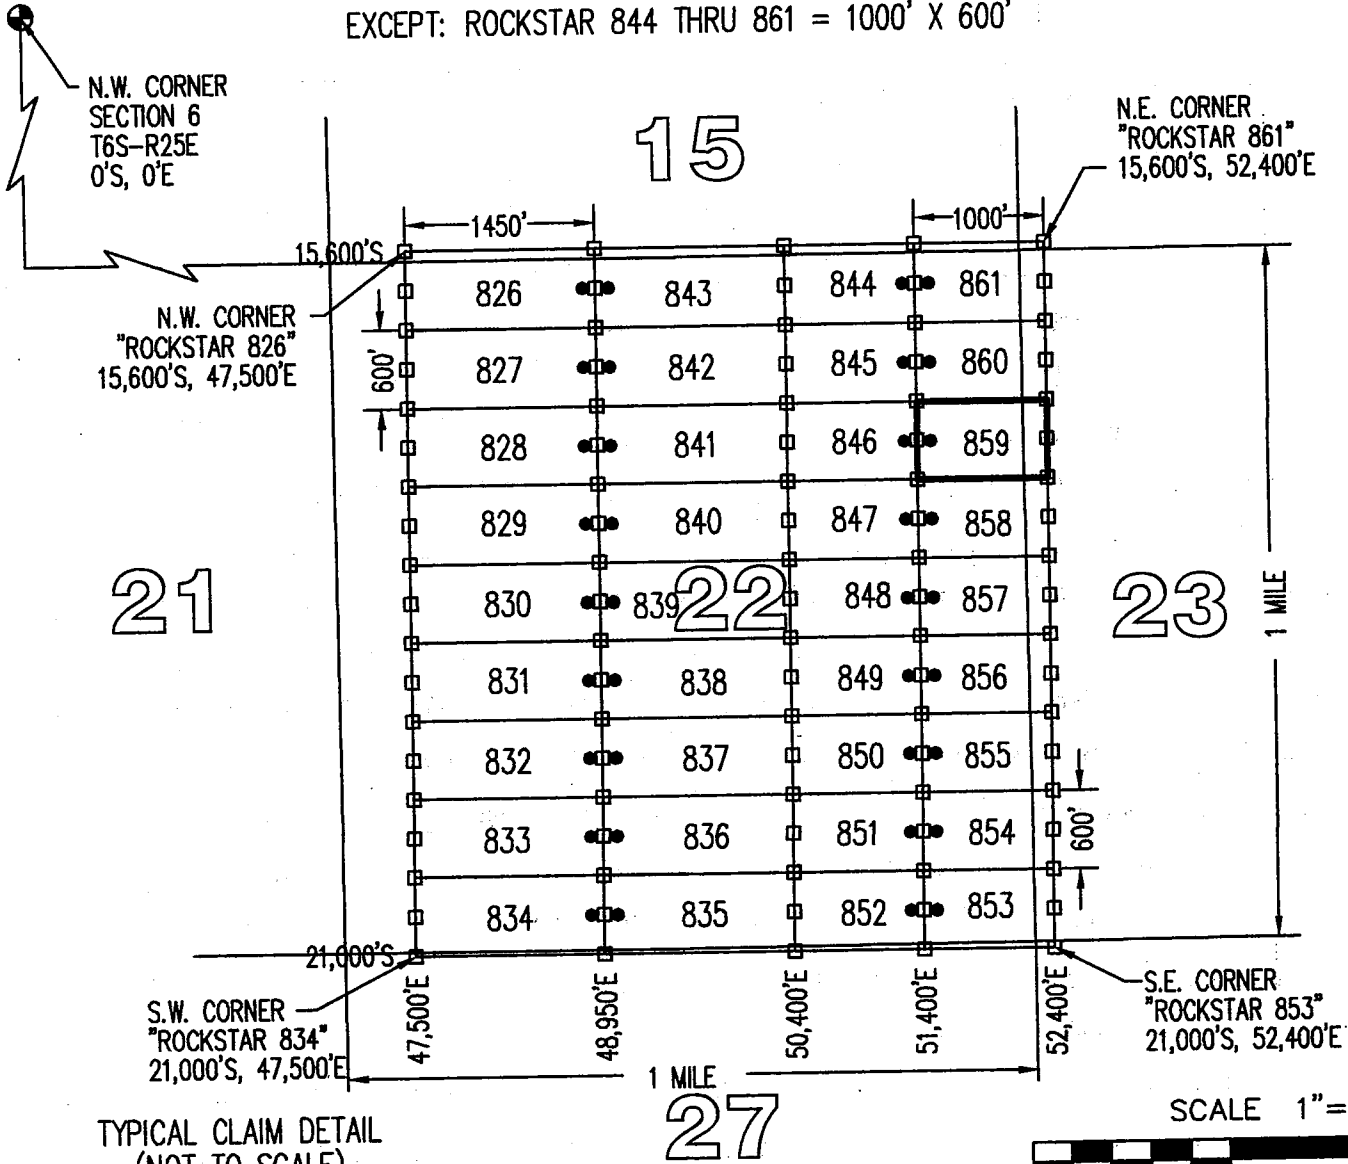 EXCEPT: ROCKSTAR 844 THRU 861 = 1000' X 600'
N.W. CORNER
SECTION 6
T6S-R25E
0'S, 0'E
15
N.E. CORNER
"ROCKSTAR 861"
15,600'S, 52,400'E
1450'
1000'
15,600'S
N.W. CORNER
"ROCKSTAR 826"
15,600'S, 47,500'E
600'
826 843 844 861
827 842 845 860
828 841 846 859
829 840 847 858
830 839 848 857
831 838 849 856
832 837 850 855
833 836 851 854
834 835 852 853
21
22
23
1 MILE
600'
21,000'S
S.W. CORNER
"ROCKSTAR 834"
21,000'S, 47,500'E
47,500'E
48,950'E
50,400'E
51,400'E
52,400'E
S.E. CORNER
"ROCKSTAR 853"
21,000'S, 52,400'E
1 MILE
27
TYPICAL CLAIM DETAIL
(NOT TO SCALE)
SCALE 1"=